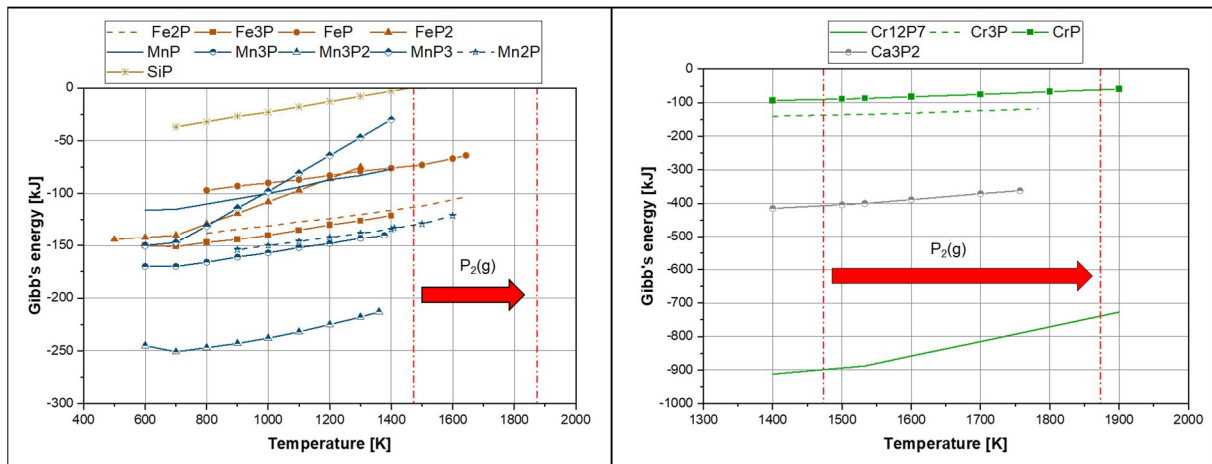 Fe2P Fe3P FeP FeP2
MnP Mn3P Mn3P2 MnP3 Mn2P
SiP
Gibb's energy [kJ]
0
-50
-100
-150
-200
-250
-300
P₂(g)
400 600 800 1000 1200 1400 1600 1800 2000
Temperature [K]
Cr12P7 Cr3P CrP
Ca3P2
Gibb's energy [kJ]
0
-100
-200
-300
-400
-500
-600
-700
-800
-900
-1000
P₂(g)
1300 1400 1500 1600 1700 1800 1900 2000
Temperature [K]